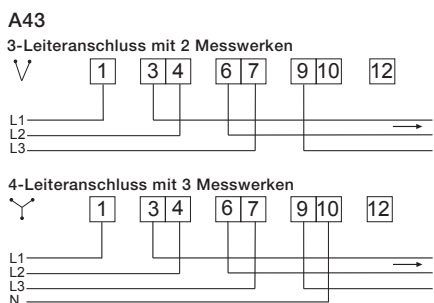 A43
3-Leiteranschluss mit 2 Messwerken
1 3 4 6 7 9 10 12
L1
L2
L3
4-Leiteranschluss mit 3 Messwerken
1 3 4 6 7 9 10 12
L1
L2
L3
N